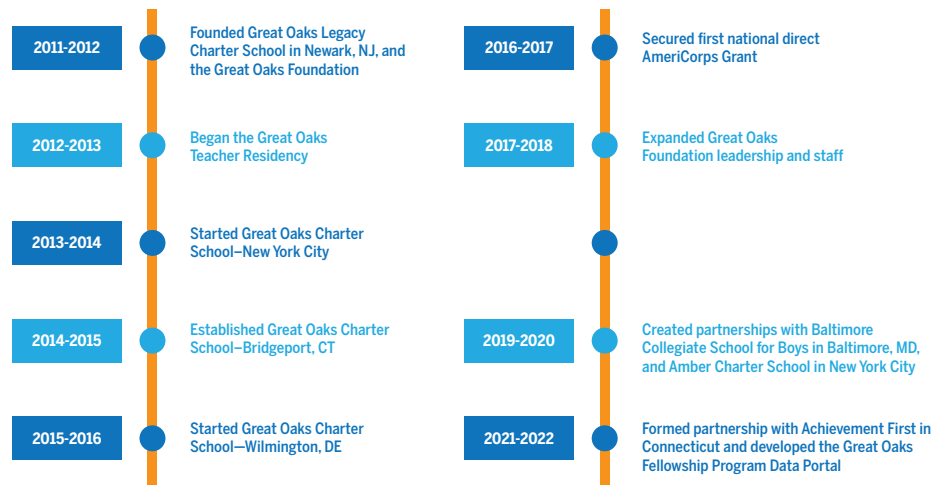 2011-2012
Founded Great Oaks Legacy
Charter School in Newark, NJ, and
the Great Oaks Foundation
2012-2013
Began the Great Oaks
Teacher Residency
2013-2014
Started Great Oaks Charter
School–New York City
2014-2015
Established Great Oaks Charter
School–Bridgeport, CT
2015-2016
Started Great Oaks Charter
School—Wilmington, DE
2016-2017
Secured first national direct
AmeriCorps Grant
2017-2018
Expanded Great Oaks
Foundation leadership and staff
2019-2020
Created partnerships with Baltimore
Collegiate School for Boys in Baltimore, MD,
and Amber Charter School in New York City
2021-2022
Formed partnership with Achievement First in
Connecticut and developed the Great Oaks
Fellowship Program Data Portal